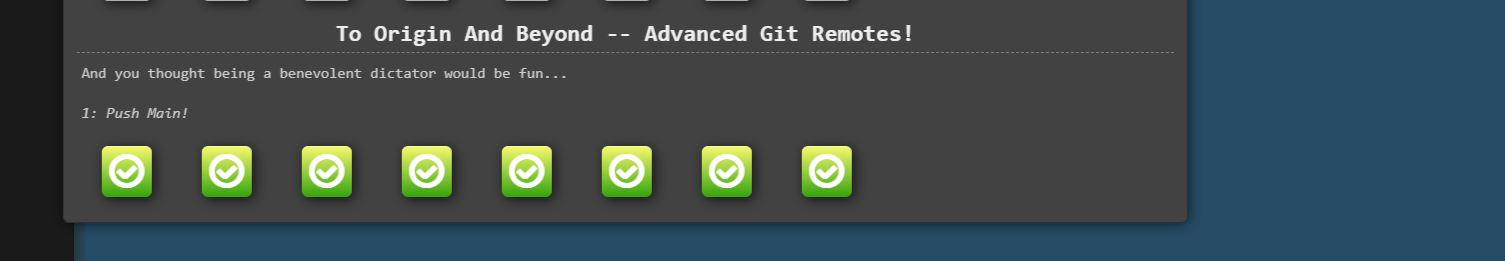 To Origin And Beyond -- Advanced Git Remotes!
And you thought being a benevolent dictator would be fun...
1: Push Main!